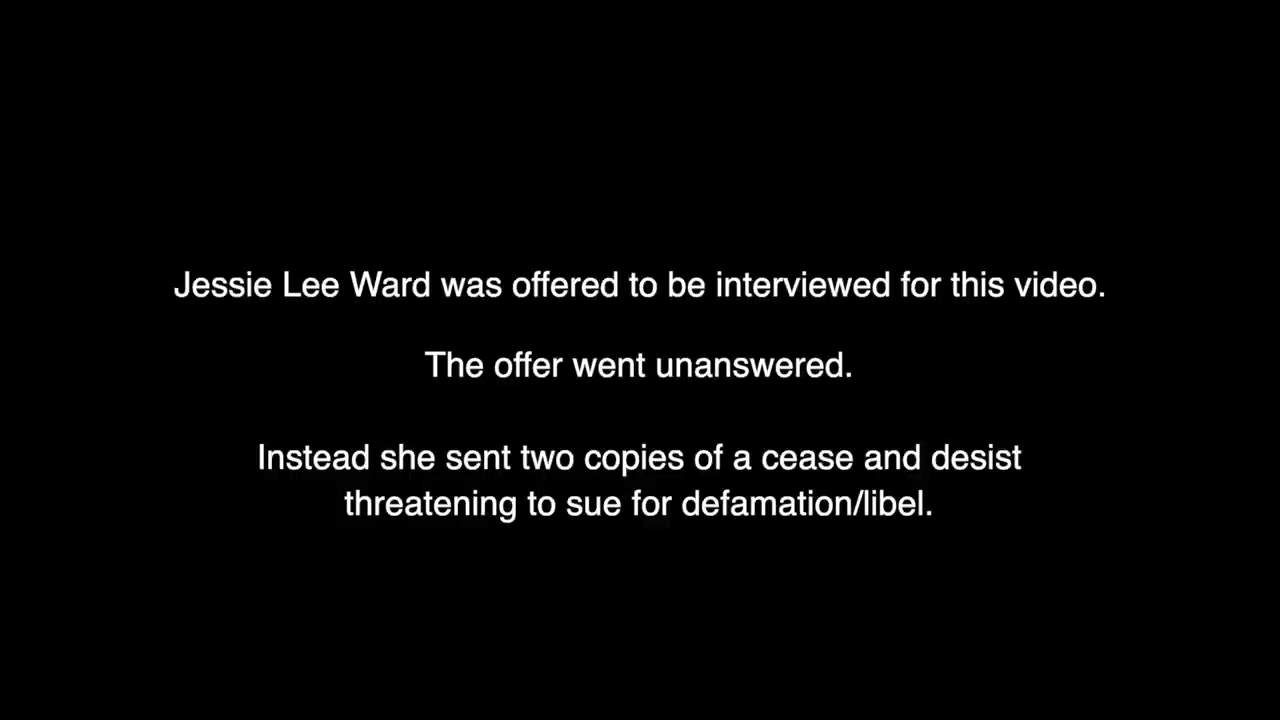 Jessie Lee Ward was offered to be interviewed for this video.
The offer went unanswered.
Instead she sent two copies of a cease and desist
threatening to sue for defamation/libel.